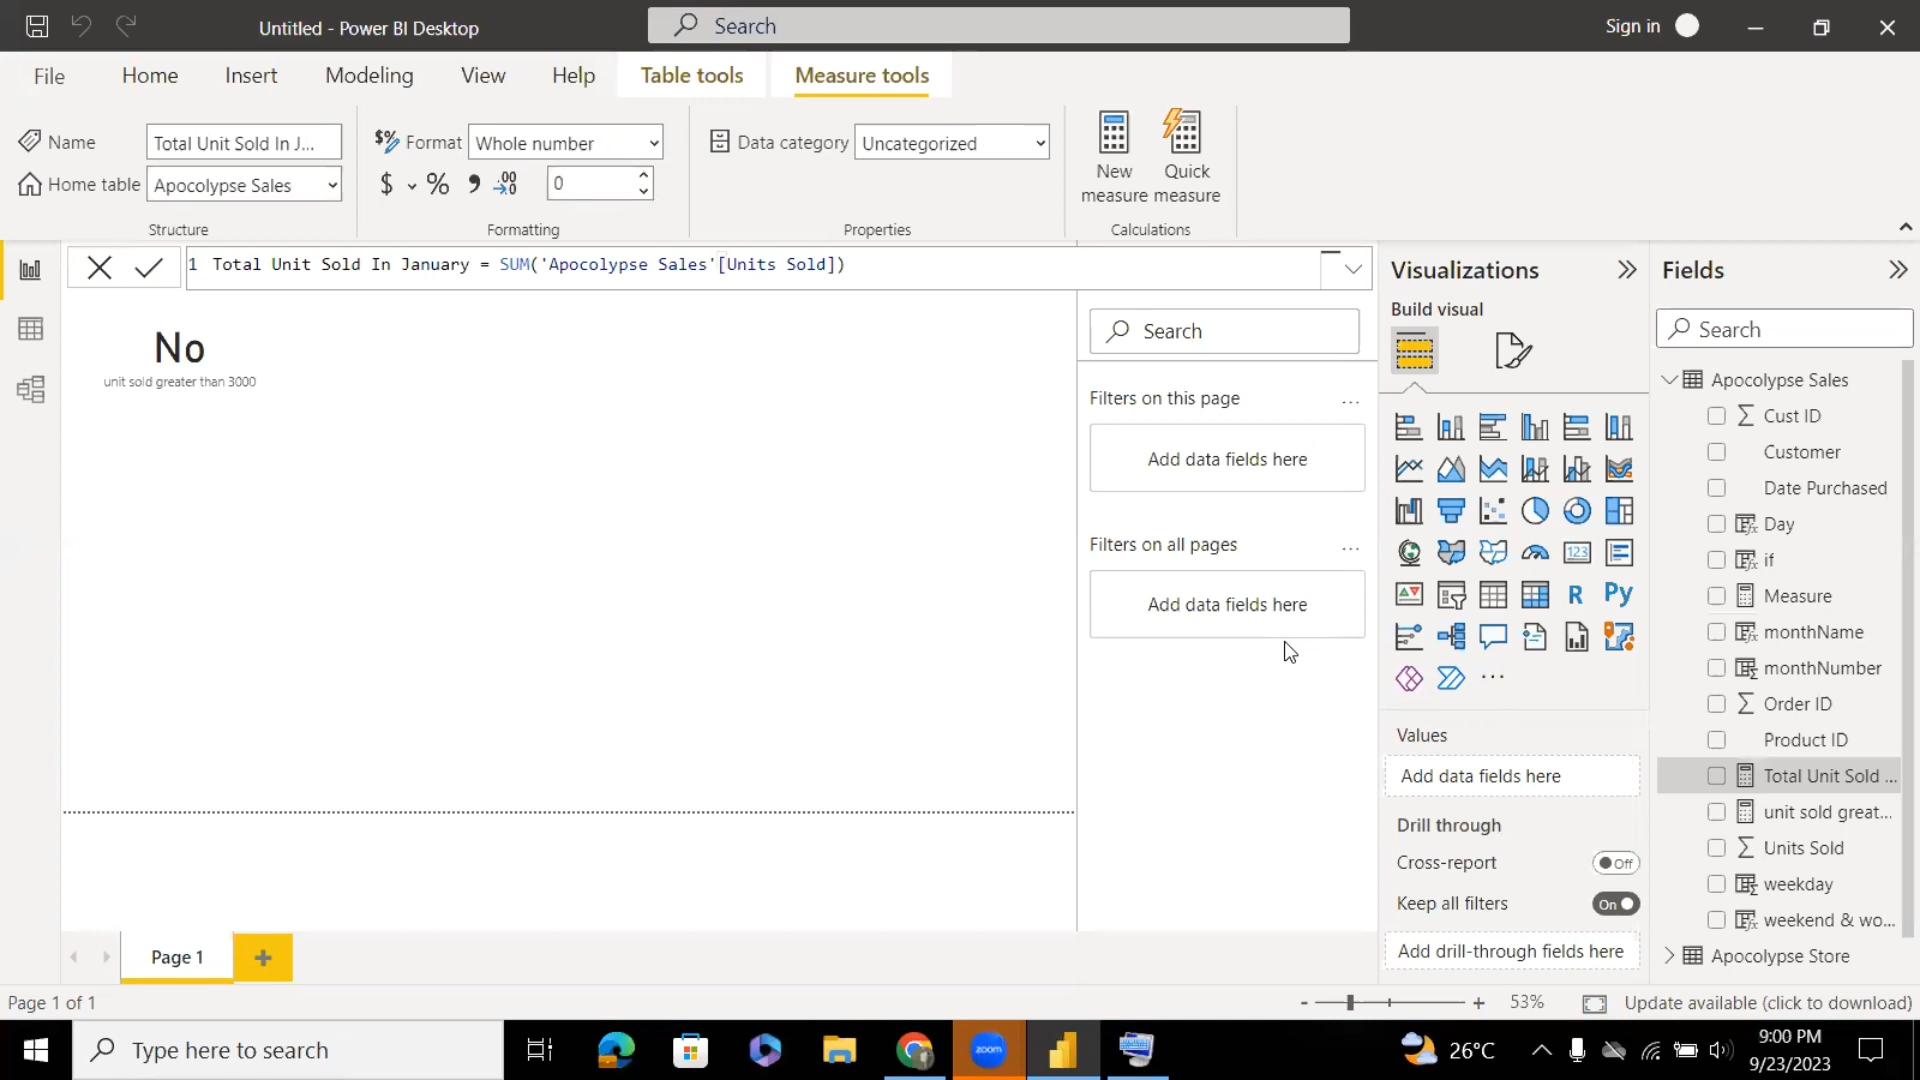 Untitled - Power BI Desktop
Search
Sign in
File
Home
Insert
Modeling
View
Help
Table tools
Measure tools
Name
Total Unit Sold In J...
Home table
Apocolypse Sales
Structure
Format
Whole number
$ % 9 .00 →.0
0
Formatting
Data category
Uncategorized
Properties
New measure
Quick measure
Calculations
1 Total Unit Sold In January = SUM('Apocolypse Sales'[Units Sold])
No
unit sold greater than 3000
Search
Filters on this page
...
Add data fields here
Filters on all pages
...
Add data fields here
Visualizations
Build visual
123
R
Py
...
Values
Add data fields here
Drill through
Cross-report
Off
Keep all filters
On
Add drill-through fields here
Fields
Search
Apocolypse Sales
Cust ID
Customer
Date Purchased
Day
if
Measure
monthName
monthNumber
Order ID
Product ID
Total Unit Sold ...
unit sold great...
Units Sold
weekday
weekend & wo...
Apocolypse Store
Page 1
+
Page 1 of 1
- + 53%
Update available (click to download)
Type here to search
zoom
26°C
9:00 PM
9/23/2023